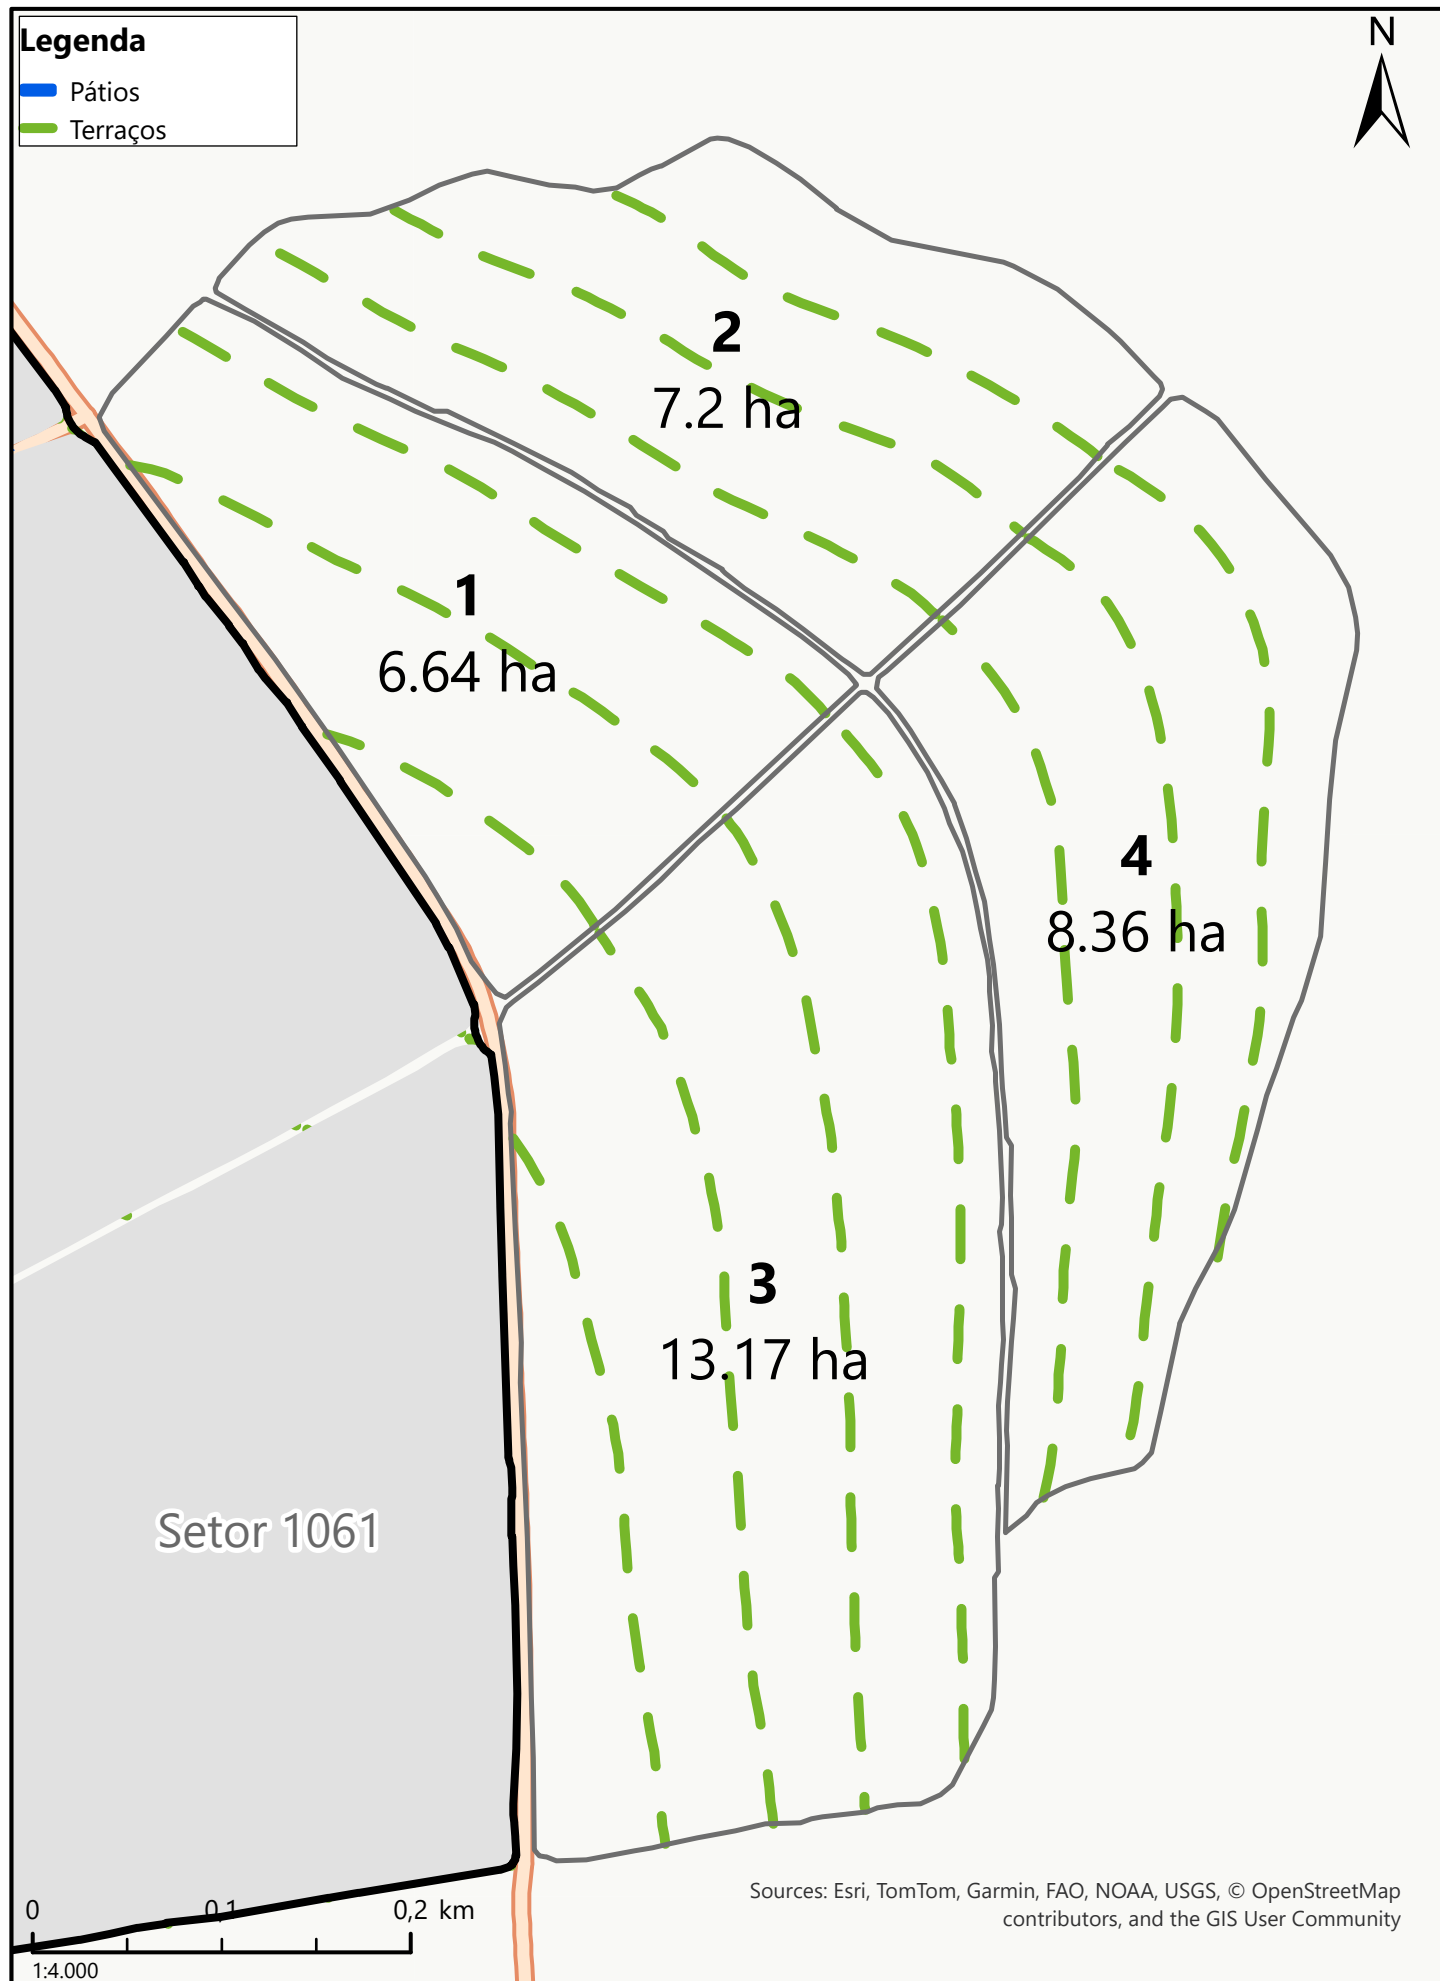 Legenda
Pátios
Terraços
N
2
7.2 ha
1
6.64 ha
4
8.36 ha
3
13.17 ha
Setor 1061
0 0,1 0,2 km
1:4.000
Sources: Esri, TomTom, Garmin, FAO, NOAA, USGS, © OpenStreetMap
contributors, and the GIS User Community